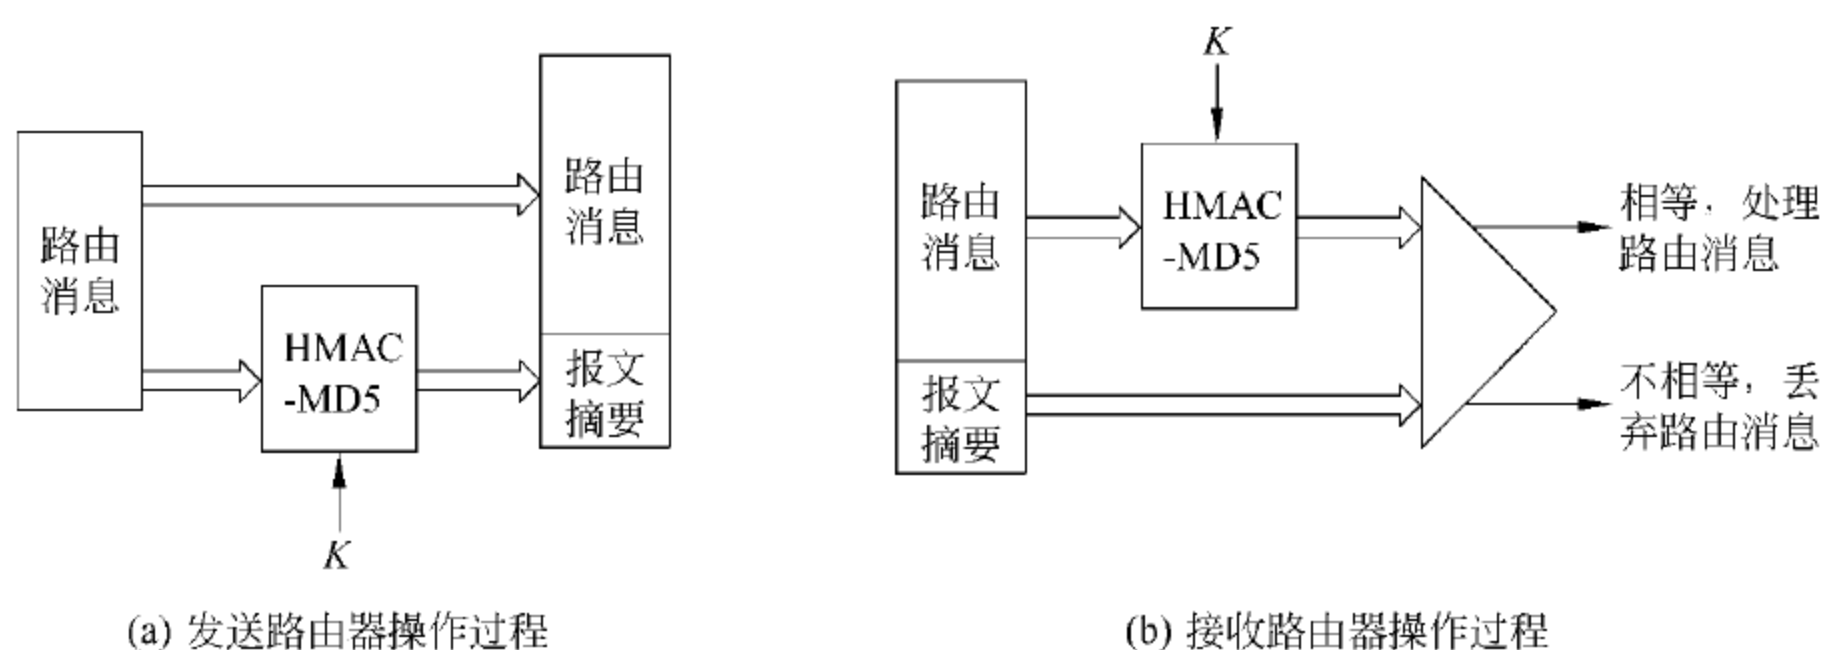 路由
消息
HMAC
-MD5
K
路由
消息
报文
摘要
(a) 发送路由器操作过程
路由
消息
报文
摘要
K
HMAC
-MD5
相等，处理
路由消息
不相等，丢
弃路由消息
(b) 接收路由器操作过程